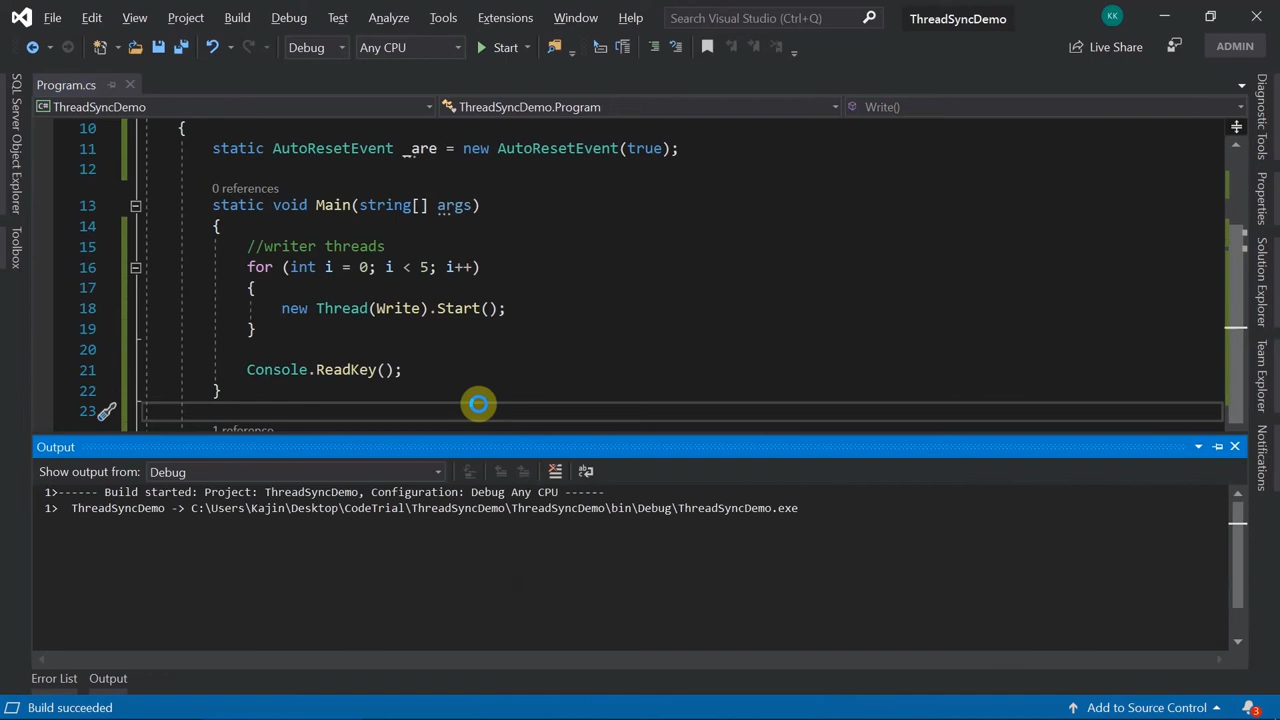 File Edit View Project Build Debug Test Analyze Tools Extensions Window Help Search Visual Studio (Ctrl+Q) ThreadSyncDemo KK
Debug Any CPU Start Live Share ADMIN
Program.cs
ThreadSyncDemo ThreadSyncDemo.Program Write()
10 {
11 static AutoResetEvent _are = new AutoResetEvent(true);
12
0 references
13 static void Main(string[] args)
14 {
15 //writer threads
16 for (int i = 0; i < 5; i++)
17 {
18 new Thread(Write).Start();
19 }
20
21 Console.ReadKey();
22 }
23
1 reference
Output
Show output from: Debug
1>------ Build started: Project: ThreadSyncDemo, Configuration: Debug Any CPU ------
1> ThreadSyncDemo -> C:\Users\Kajin\Desktop\CodeTrial\ThreadSyncDemo\ThreadSyncDemo\bin\Debug\ThreadSyncDemo.exe
Error List Output
Build succeeded Add to Source Control 3
SQL Server Object Explorer
Toolbox
Diagnostic Tools
Properties
Solution Explorer
Team Explorer
Notifications